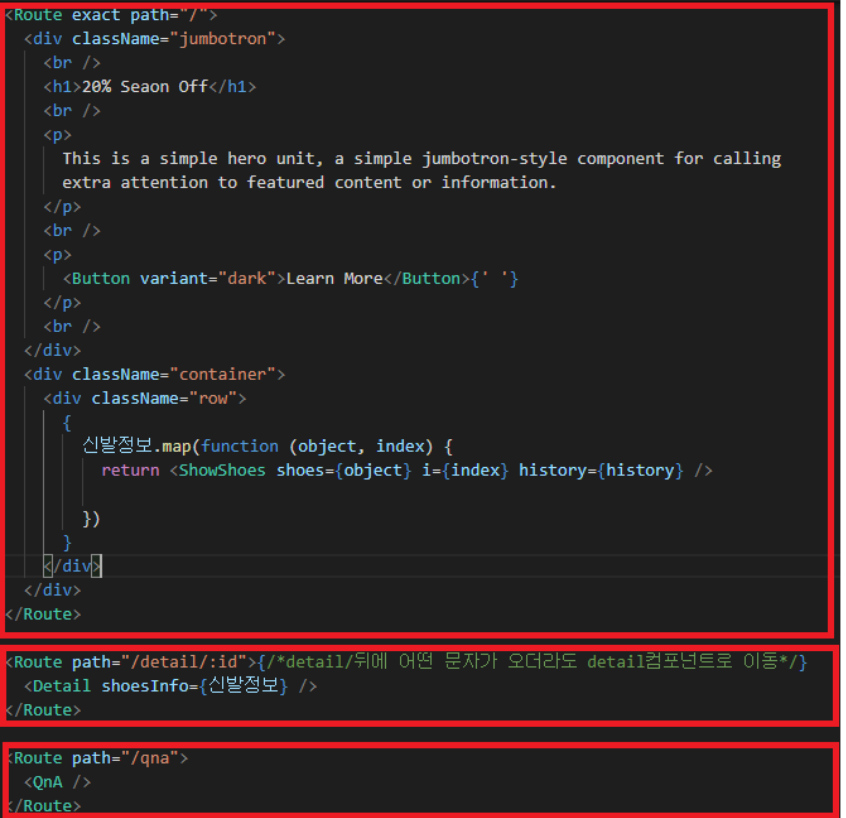 <Route exact path="/">
<div className="jumbotron">
<br />
<h1>20% Seaon Off</h1>
<br />
<p>
This is a simple hero unit, a simple jumbotron-style component for calling
extra attention to featured content or information.
</p>
<br />
<p>
<Button variant="dark">Learn More</Button>{' '}
</p>
<br />
</div>
<div className="container">
<div className="row">
{
신발정보.map(function (object, index) {
return <ShowShoes shoes={object} i={index} history={history} />
})
}
</div>
</div>
</Route>
<Route path="/detail/:id">{/*detail/뒤에 어떤 문자가 오더라도 detail컴포넌트로 이동*/}
<Detail shoesInfo={신발정보} />
</Route>
<Route path="/qna">
<QnA />
</Route>